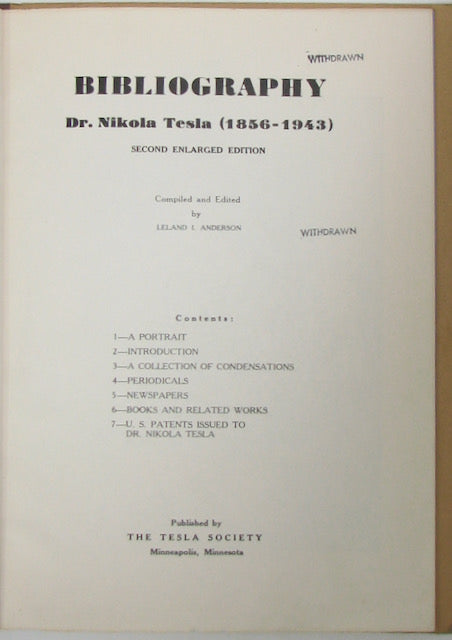 WITHDRAWN
BIBLIOGRAPHY
Dr. Nikola Tesla (1856-1943)
SECOND ENLARGED EDITION
Compiled and Edited
by
LELAND I. ANDERSON
WITHDRAWN
Contents:
1—A PORTRAIT
2—INTRODUCTION
3—A COLLECTION OF CONDENSATIONS
4—PERIODICALS
5—NEWSPAPERS
6—BOOKS AND RELATED WORKS
7—U. S. PATENTS ISSUED TO
DR. NIKOLA TESLA
Published by
THE TESLA SOCIETY
Minneapolis, Minnesota